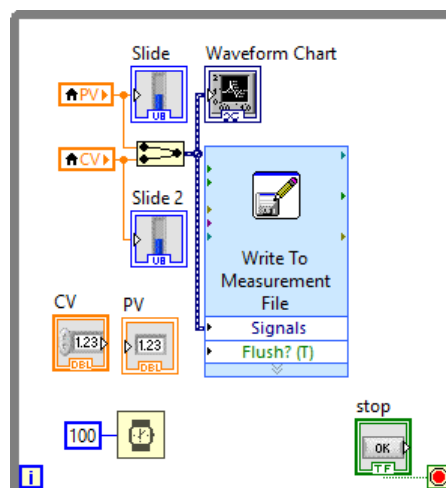 Slide
Waveform Chart
PV
CV
Slide 2
Write To
Measurement
File
Signals
Flush? (T)
CV
PV
1.23
DBL
1.23
DBL
100
stop
OK
TF
i